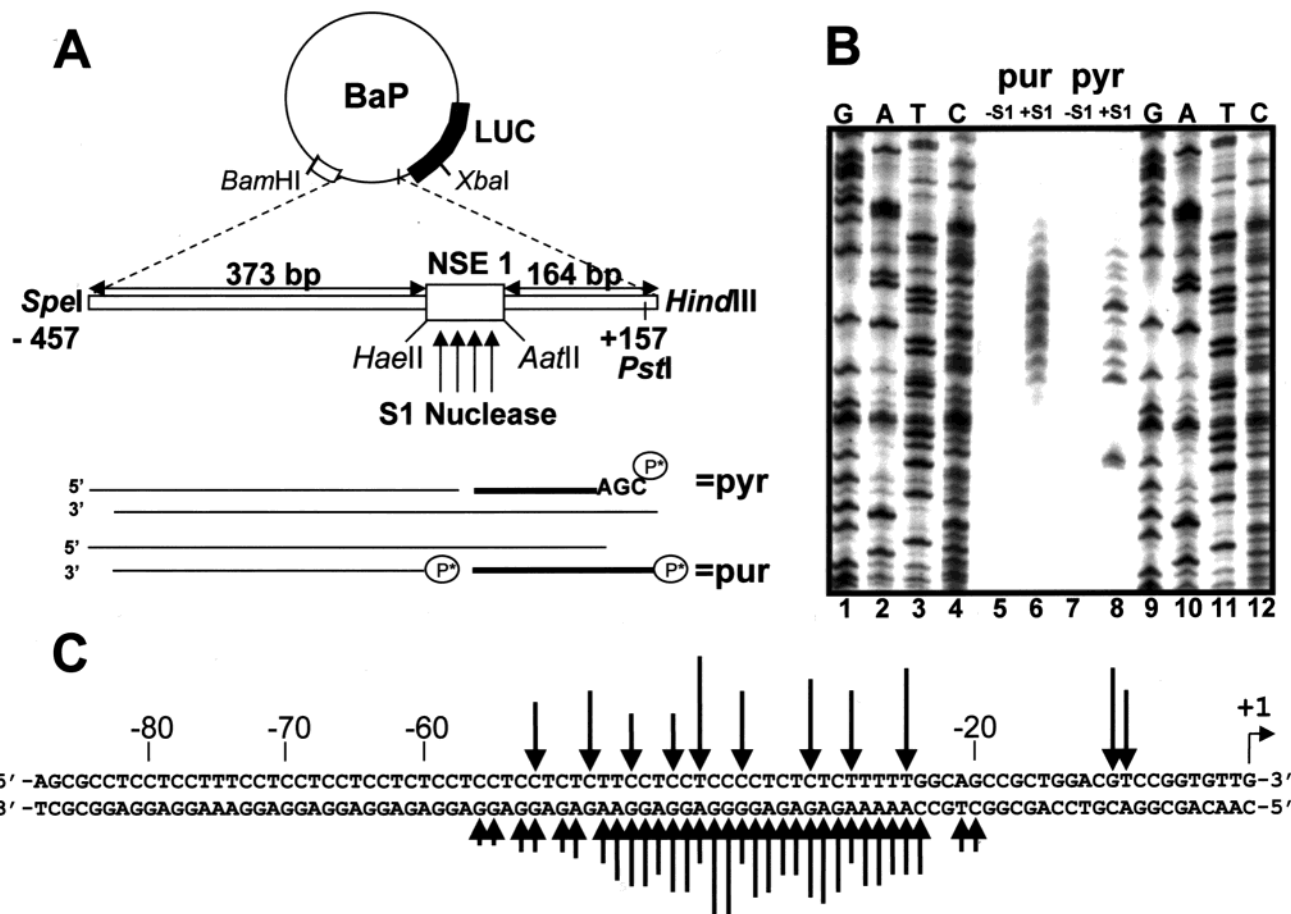 A
BaP
LUC
BamHI
XbaI
373 bp
NSE 1
164 bp
SpeI
HindIII
- 457
+157
HaeII
AatII
PstI
S1 Nuclease
P*
5’
AGC
=pyr
3’
5’
3’
P*
P*
=pur
B
pur pyr
G A T C -S1 +S1 -S1 +S1 G A T C
1 2 3 4 5 6 7 8 9 10 11 12
C
-80 -70 -60 -20 +1
5’-AGCGCCTCCTCCTTTCCTCCTCCTCCTCTCCTCCTCCTCTCTTCCTCCTCCCCTCTCTCTTTTTGGCAGCCGCTGGACGTCCGGTGTTG-3’
3’-TCGCGGAGGAGGAAAGGAGGAGGAGGAGAGGAGGAGGAGAGAAGGAGGAGGGGAGAGAGAAAAACCGTCGGCGACCTGCAGGCGACAAC-5’